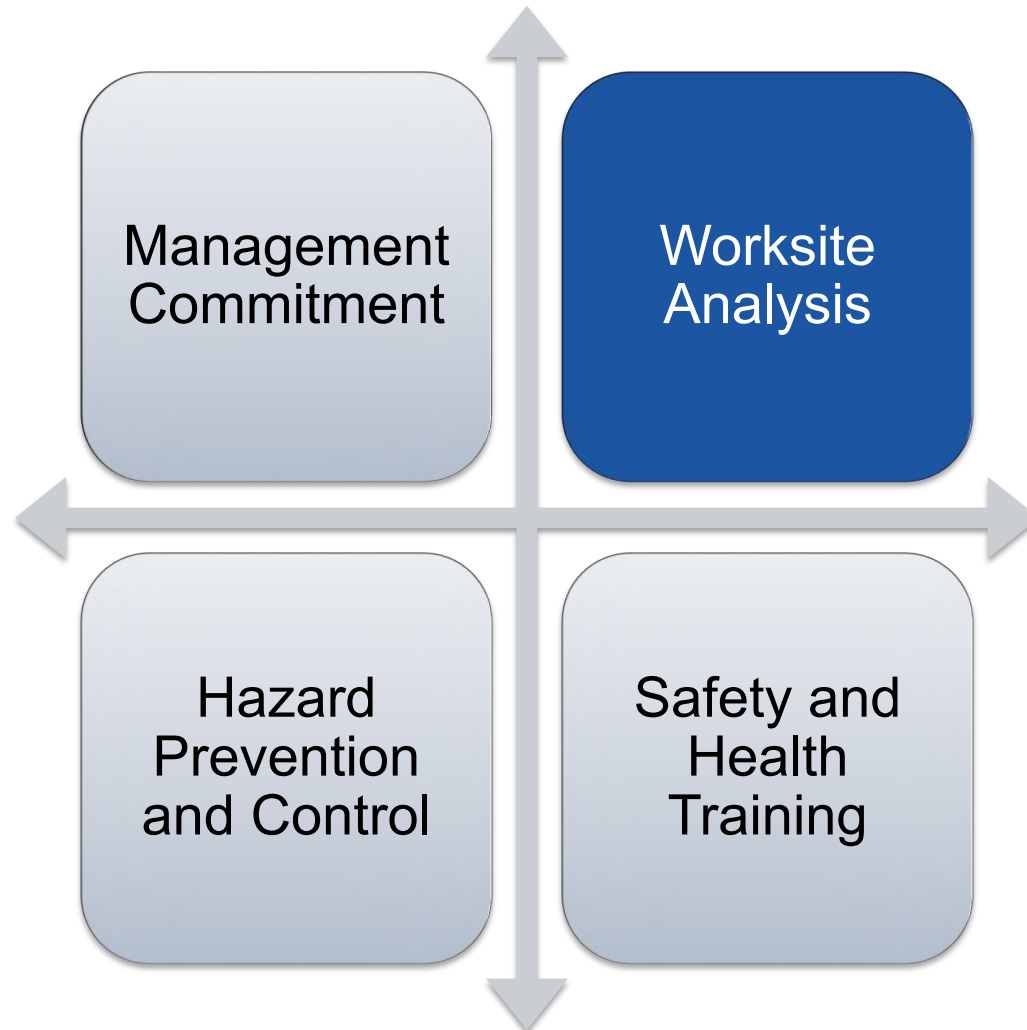 Management
Commitment
Worksite
Analysis
Hazard
Prevention
and Control
Safety and
Health
Training